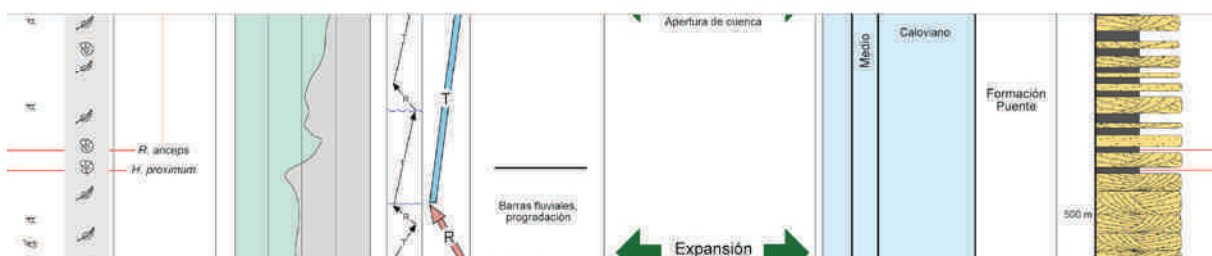 Apertura de cuenca
Caloviano
Medio
T
T
R
Formación
Puente
R. anceps
H. proximum
T
Barras fluviales,
progradación
R
500 m
R
T
Expansión